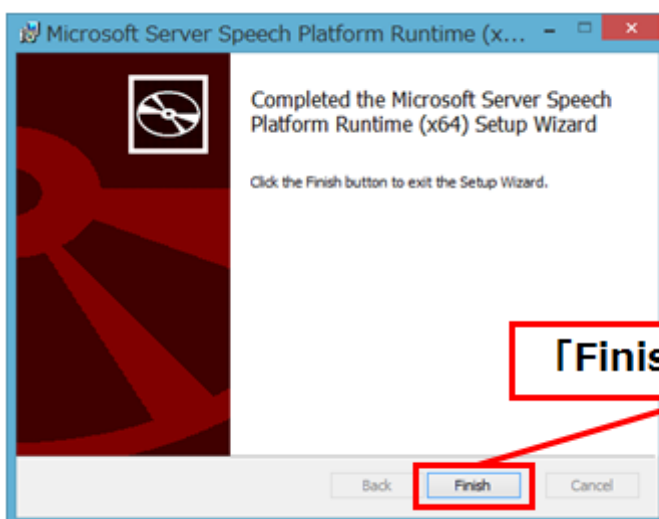 Microsoft Server Speech Platform Runtime (x...
Completed the Microsoft Server Speech
Platform Runtime (x64) Setup Wizard
Click the Finish button to exit the Setup Wizard.
「Finis
Back Finish Cancel